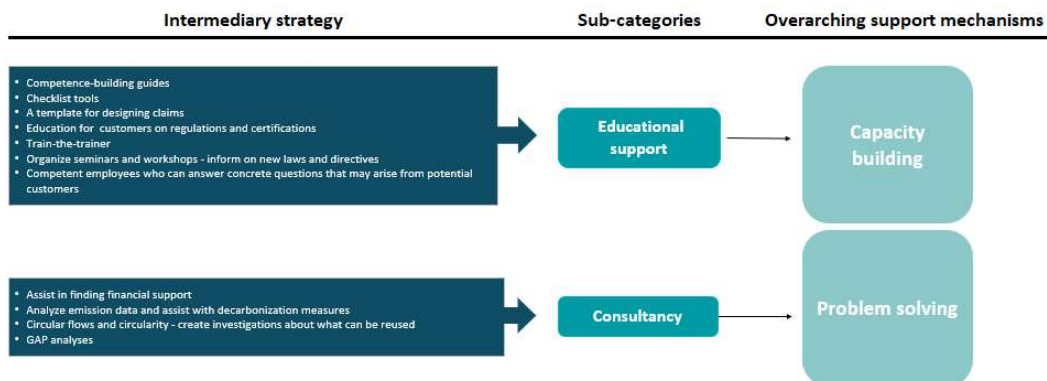 Intermediary strategy Sub-categories Overarching support mechanisms
• Competence-building guides
• Checklist tools
• A template for designing claims
• Education for customers on regulations and certifications
• Train-the-trainer
• Organize seminars and workshops - inform on new laws and directives
• Competent employees who can answer concrete questions that may arise from potential
customers
Educational
support
Capacity
building
• Assist in finding financial support
• Analyze emission data and assist with decarbonization measures
• Circular flows and circularity - create investigations about what can be reused
• GAP analyses
Consultancy
Problem solving